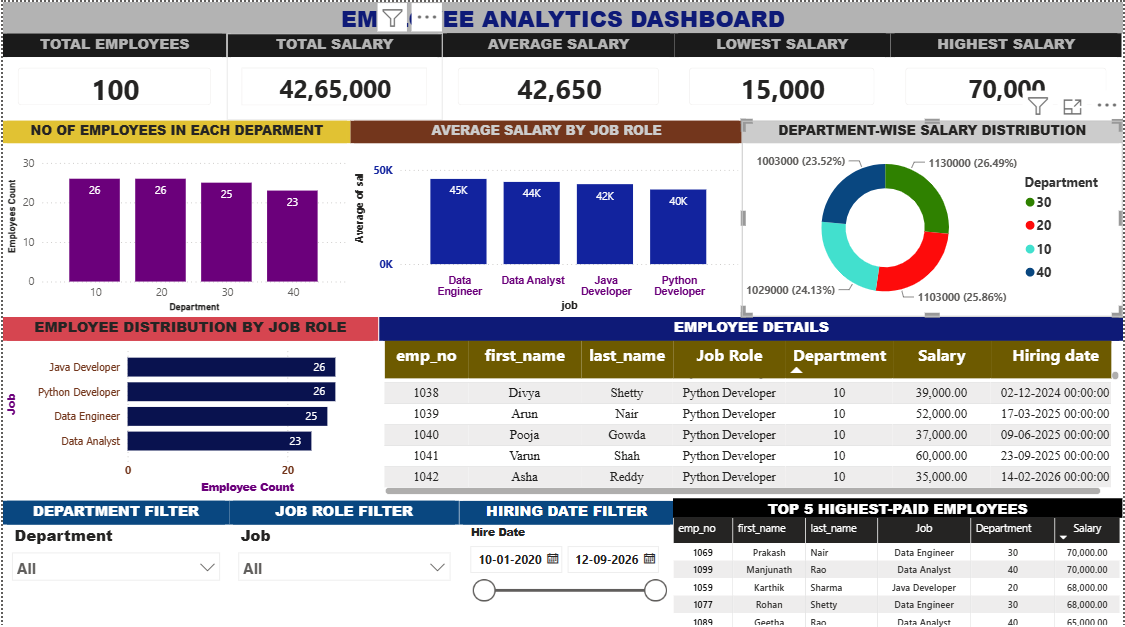 EM EE ANALYTICS DASHBOARD
TOTAL EMPLOYEES TOTAL SALARY AVERAGE SALARY LOWEST SALARY HIGHEST SALARY
100 42,65,000 42,650 15,000 70,000
NO OF EMPLOYEES IN EACH DEPARMENT
Employees Count
30
20
10
0
26 26 25 23
10 20 30 40
Department
AVERAGE SALARY BY JOB ROLE
Average of sal
50K
0K
45K 44K 42K 40K
Data Engineer
Data Analyst
Java Developer
Python Developer
job
DEPARTMENT-WISE SALARY DISTRIBUTION
1003000 (23.52%)
1130000 (26.49%)
1029000 (24.13%)
1103000 (25.86%)
Department
30
20
10
40
EMPLOYEE DISTRIBUTION BY JOB ROLE
Job
Java Developer 26
Python Developer 26
Data Engineer 25
Data Analyst 23
0 20
Employee Count
EMPLOYEE DETAILS
emp_no first_name last_name Job Role Department Salary Hiring date
1038 Divya Shetty Python Developer 10 39,000.00 02-12-2024 00:00:00
1039 Arun Nair Python Developer 10 52,000.00 17-03-2025 00:00:00
1040 Pooja Gowda Python Developer 10 37,000.00 09-06-2025 00:00:00
1041 Varun Shah Python Developer 10 60,000.00 23-09-2025 00:00:00
1042 Asha Reddy Python Developer 10 35,000.00 14-02-2026 00:00:00
DEPARTMENT FILTER
Department
All
JOB ROLE FILTER
Job
All
HIRING DATE FILTER
Hire Date
10-01-2020 12-09-2026
TOP 5 HIGHEST-PAID EMPLOYEES
emp_no first_name last_name Job Department Salary
1069 Prakash Nair Data Engineer 30 70,000.00
1099 Manjunath Rao Data Analyst 40 70,000.00
1059 Karthik Sharma Java Developer 20 68,000.00
1077 Rohan Shetty Data Engineer 30 68,000.00
1089 Geetha Rao Data Analyst 40 65,000.00